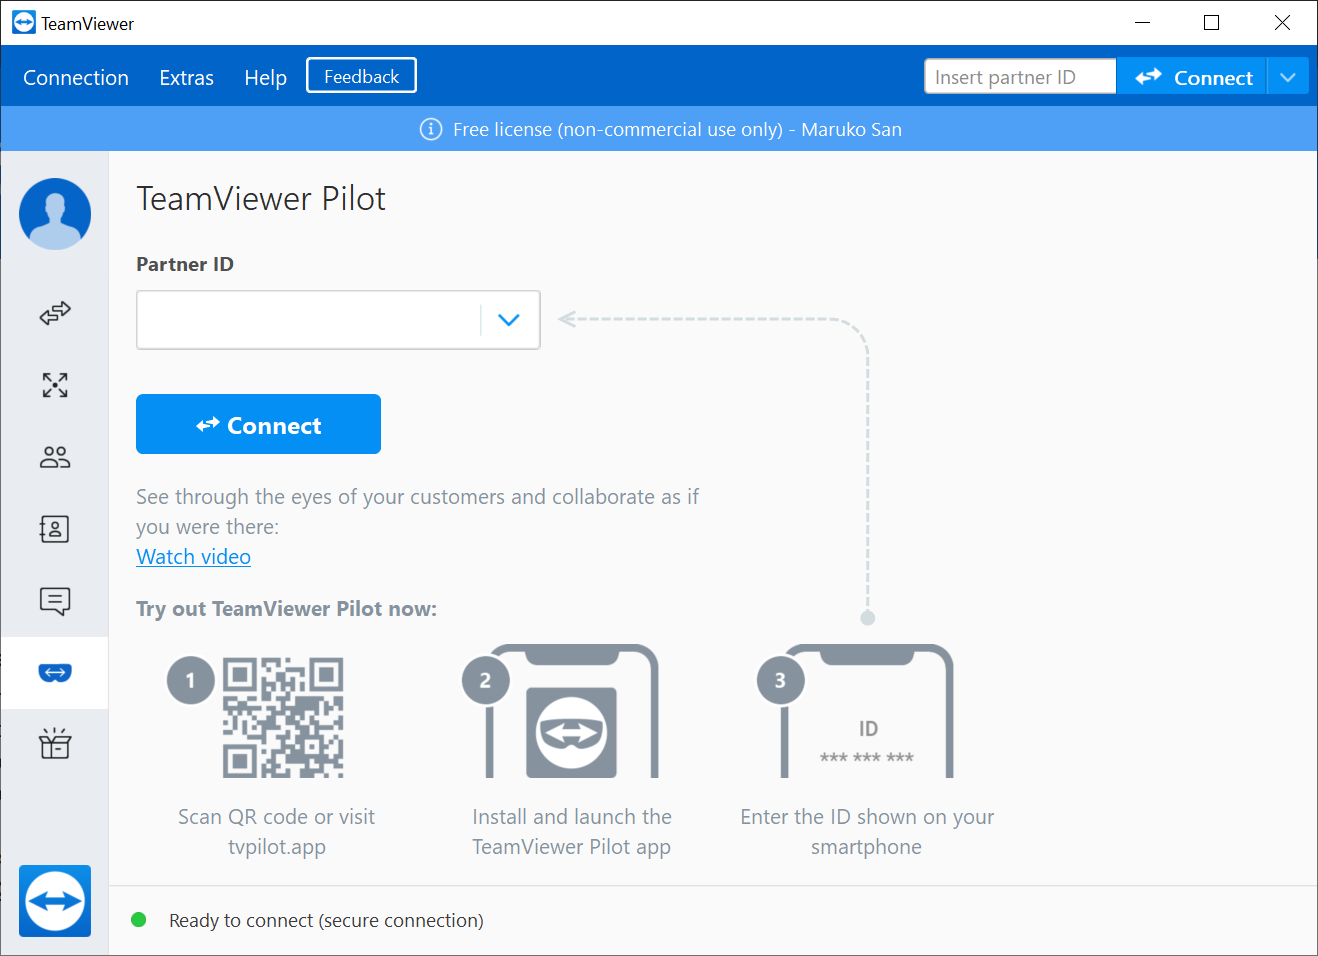 TeamViewer
Connection Extras Help Feedback Insert partner ID Connect
Free license (non-commercial use only) - Maruko San
TeamViewer Pilot
Partner ID
Connect
See through the eyes of your customers and collaborate as if
you were there:
Watch video
Try out TeamViewer Pilot now:
1 2 3
ID
*** *** ***
Scan QR code or visit
tvpilot.app
Install and launch the
TeamViewer Pilot app
Enter the ID shown on your
smartphone
Ready to connect (secure connection)